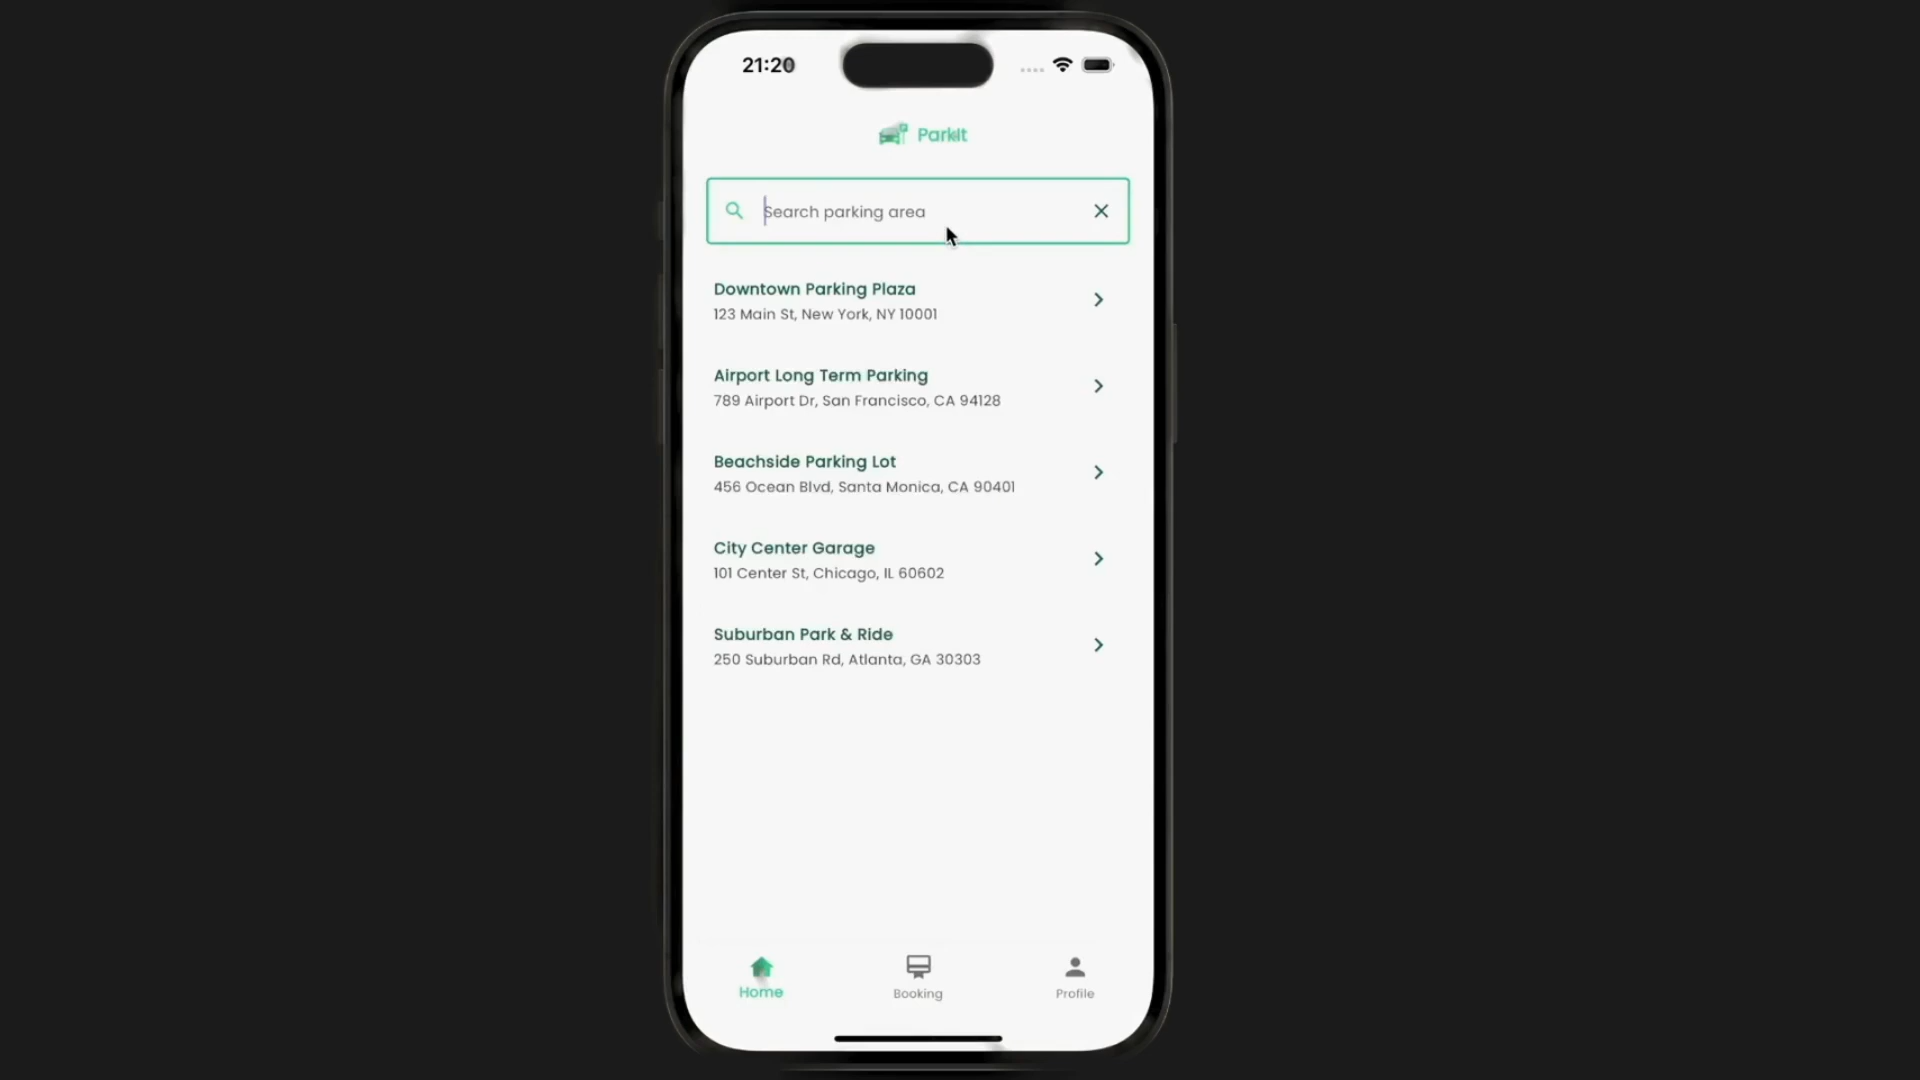 21:20
ParkIt
Search parking area
Downtown Parking Plaza
123 Main St, New York, NY 10001
Airport Long Term Parking
789 Airport Dr, San Francisco, CA 94128
Beachside Parking Lot
456 Ocean Blvd, Santa Monica, CA 90401
City Center Garage
101 Center St, Chicago, IL 60602
Suburban Park & Ride
250 Suburban Rd, Atlanta, GA 30303
Home
Booking
Profile